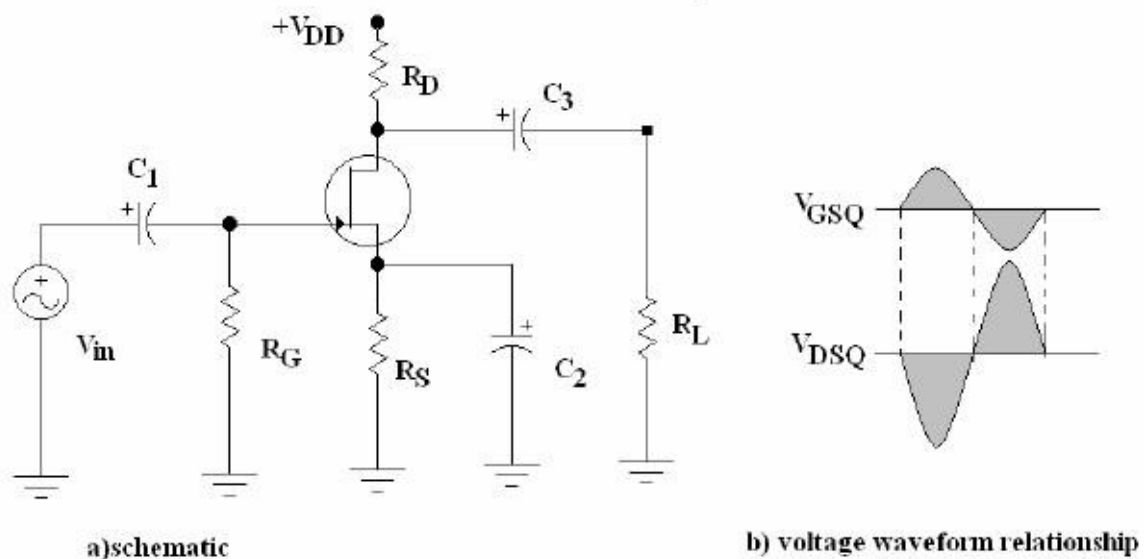 +VDD
RD
C3
+
C1
+
+
Vin
RG
RS
+
C2
RL
VGSQ
VDSQ
a)schematic
b) voltage waveform relationship